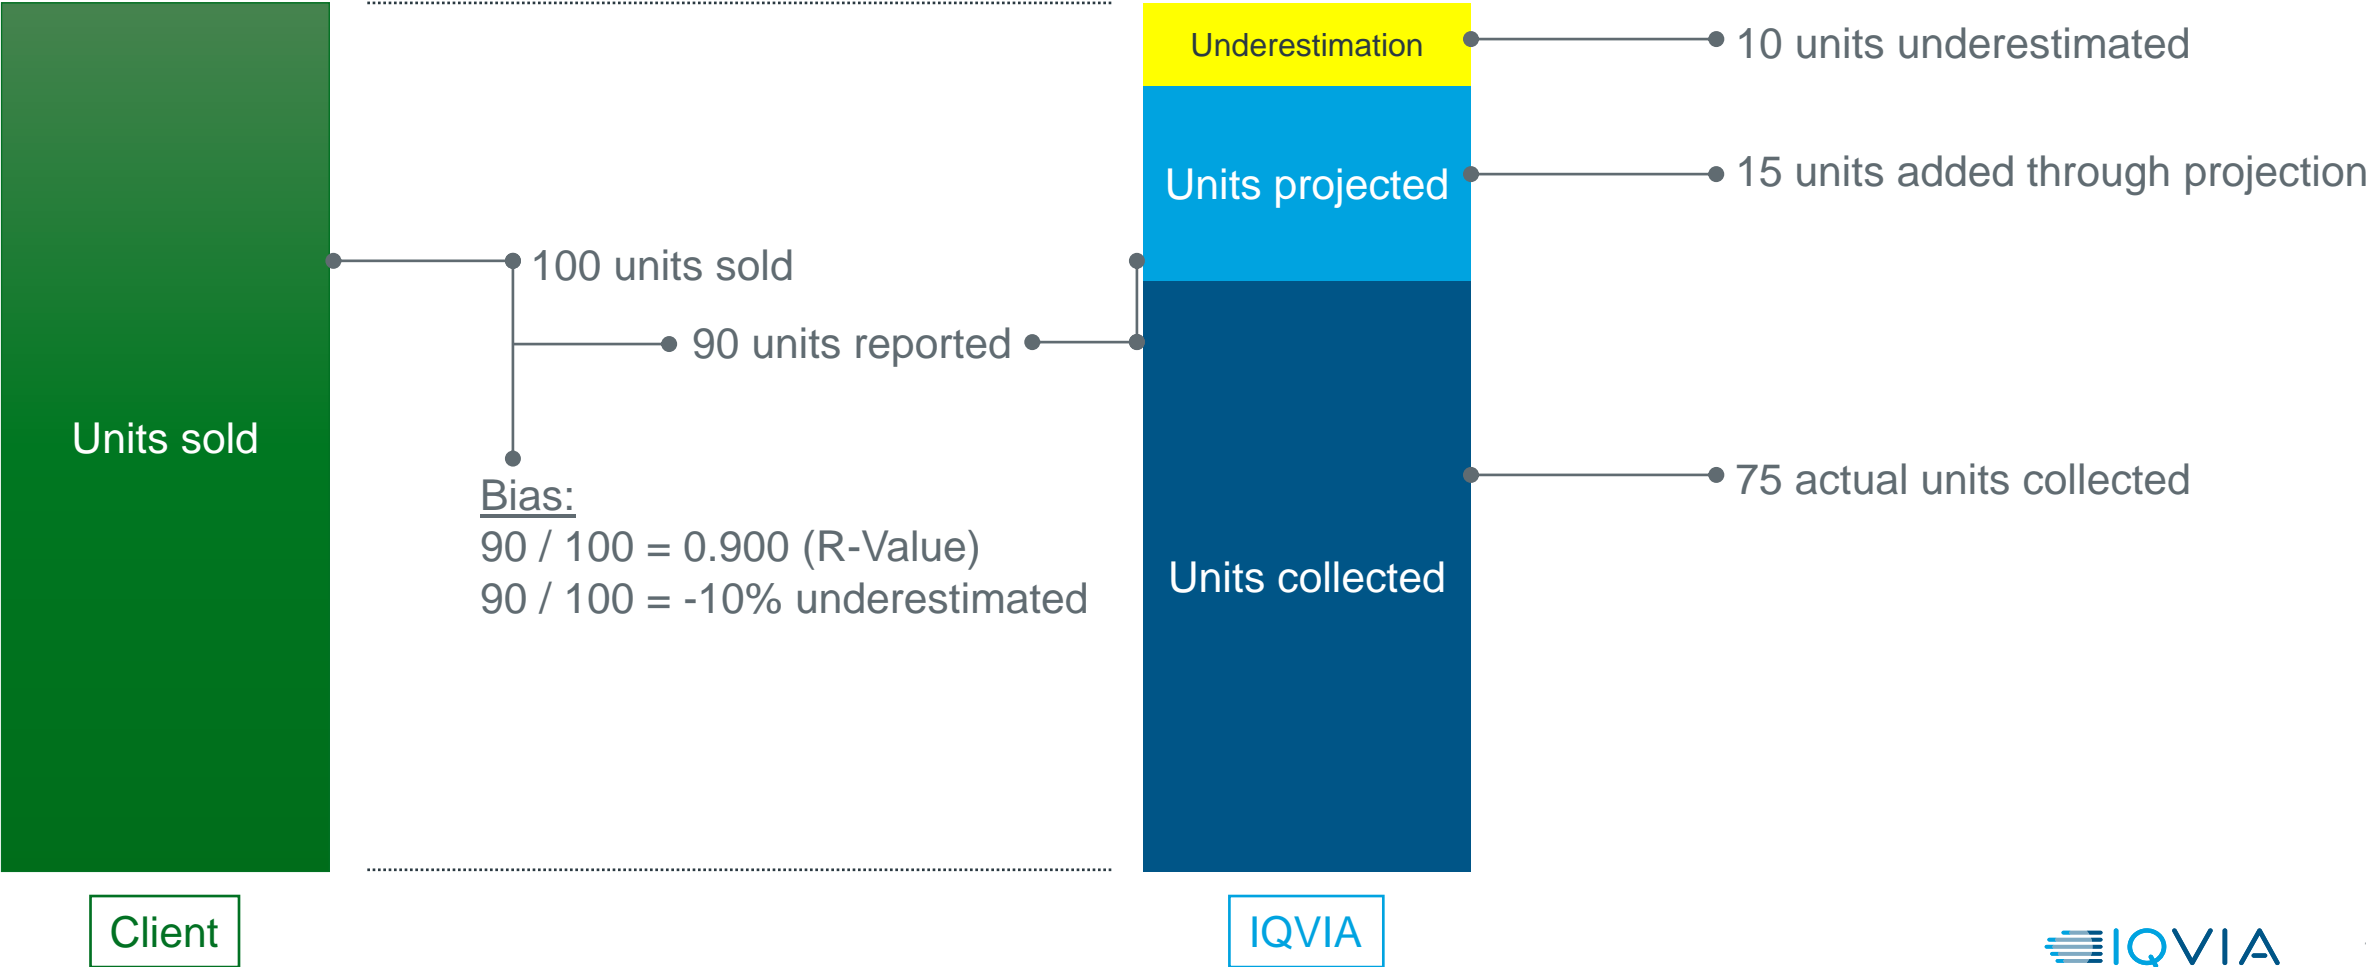 Underestimation
10 units underestimated
Units projected
15 units added through projection
100 units sold
90 units reported
Units sold
75 actual units collected
Bias:
90 / 100 = 0.900 (R-Value)
90 / 100 = -10% underestimated
Units collected
Client
IQVIA
IQVIA